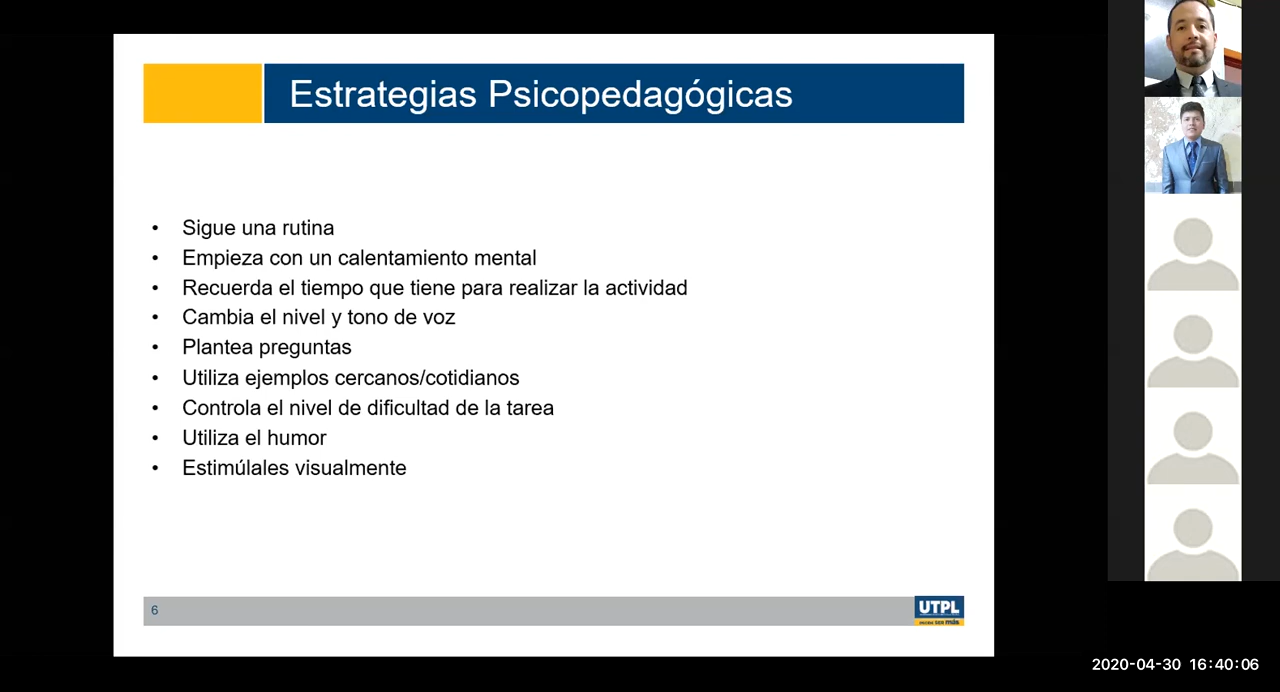 Estrategias Psicopedagógicas
• Sigue una rutina
• Empieza con un calentamiento mental
• Recuerda el tiempo que tiene para realizar la actividad
• Cambia el nivel y tono de voz
• Plantea preguntas
• Utiliza ejemplos cercanos/cotidianos
• Controla el nivel de dificultad de la tarea
• Utiliza el humor
• Estimúlales visualmente
6
UTPL
ser más
2020-04-30 16:40:06